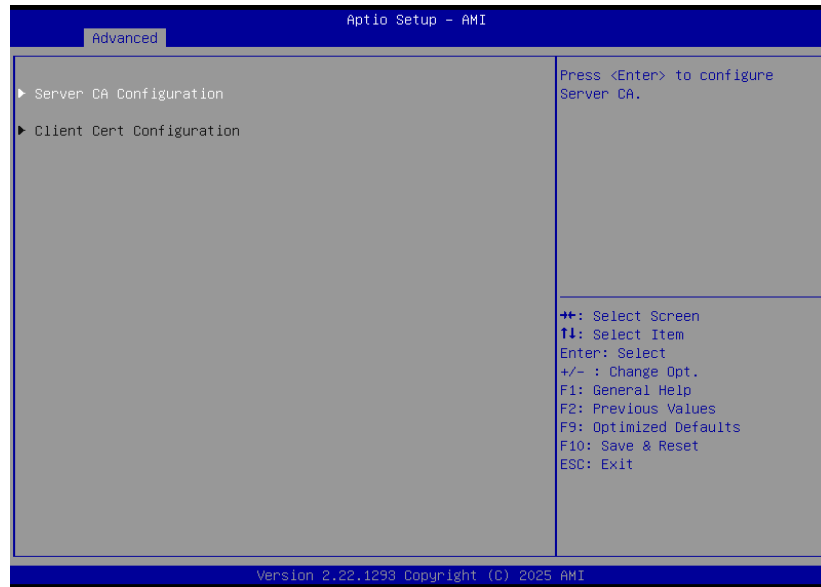 Aptio Setup – AMI
Advanced
▶ Server CA Configuration
▶ Client Cert Configuration
Press <Enter> to configure
Server CA.
→←: Select Screen
↑↓: Select Item
Enter: Select
+/- : Change Opt.
F1: General Help
F2: Previous Values
F9: Optimized Defaults
F10: Save & Reset
ESC: Exit
Version 2.22.1293 Copyright (C) 2025 AMI